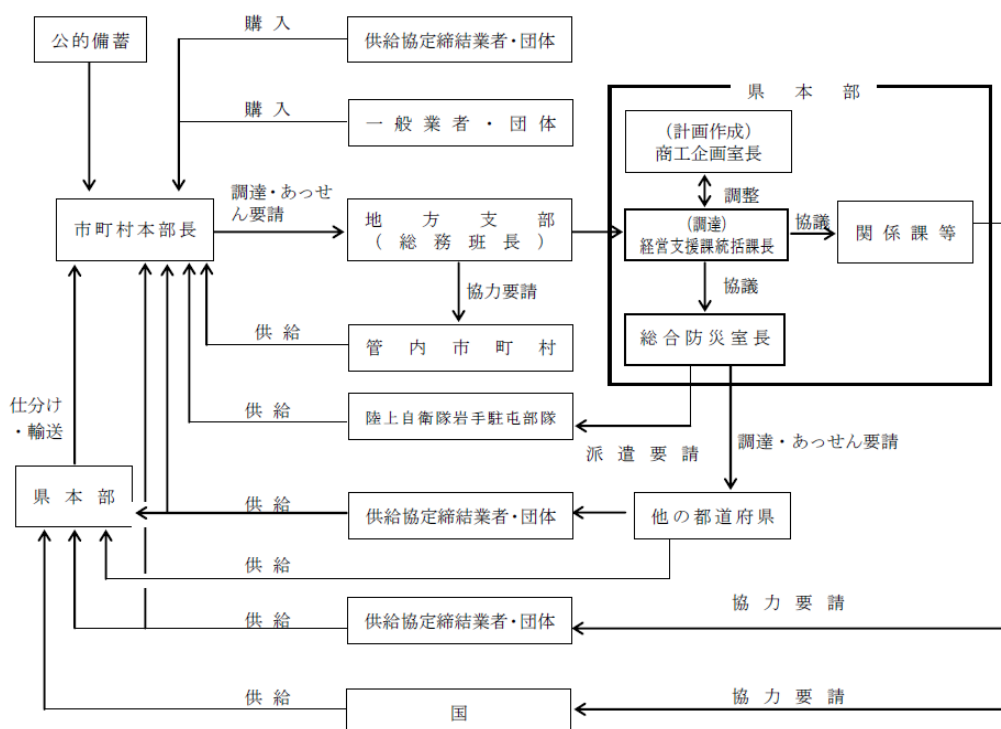 購入
公的備蓄
供給協定締結業者・団体
県本部
購入
一般業者・団体
(計画作成)
商工企画室長
調達・あっせ
ん要請
調整
市町村本部長
地方支部
(総務班長)
(調達)
経営支援課統括課長
協議
関係課等
協力要請
協議
供給
管内市町村
総合防災室長
仕分け
・輸送
供給
陸上自衛隊岩手駐屯部隊
派遣要請
調達・あっせん要請
県本部
供給
供給協定締結業者・団体
他の都道府県
供給
供給
供給協定締結業者・団体
協力要請
供給
国
協力要請